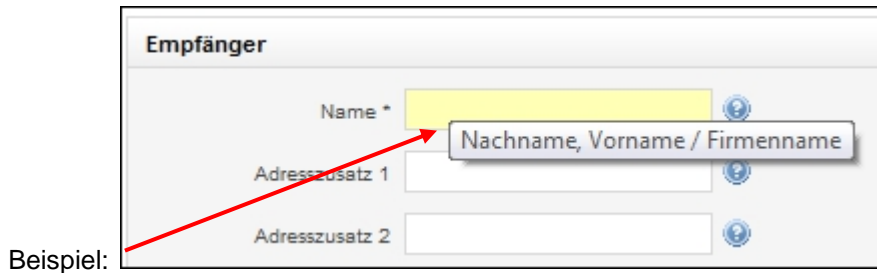 Empfänger
Name *
Nachname, Vorname / Firmenname
Adresszusatz 1
Adresszusatz 2
Beispiel: